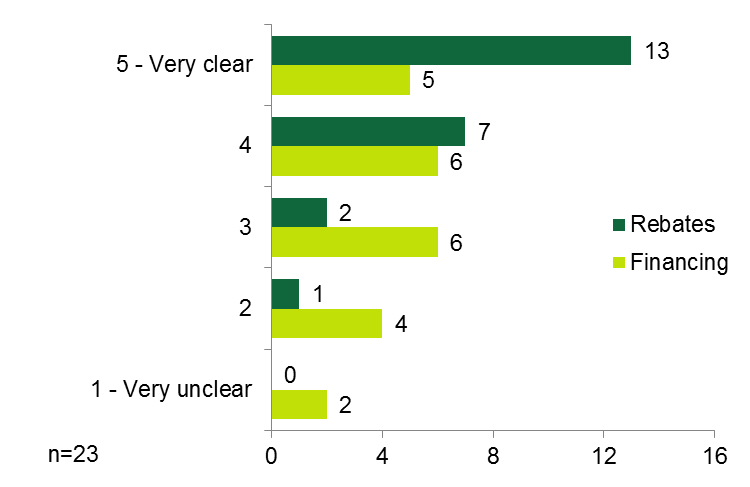 13
5 - Very clear
5
7
4
6
2
3
6
Rebates
Financing
1
2
4
0
1 - Very unclear
2
n=23
0 4 8 12 16